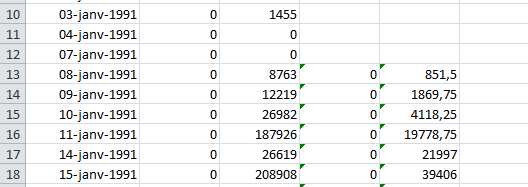 10 03-janv-1991 0 1455
11 04-janv-1991 0 0
12 07-janv-1991 0 0
13 08-janv-1991 0 8763 0 851,5
14 09-janv-1991 0 12219 0 1869,75
15 10-janv-1991 0 26982 0 4118,25
16 11-janv-1991 0 187926 0 19778,75
17 14-janv-1991 0 26619 0 21997
18 15-janv-1991 0 208908 0 39406